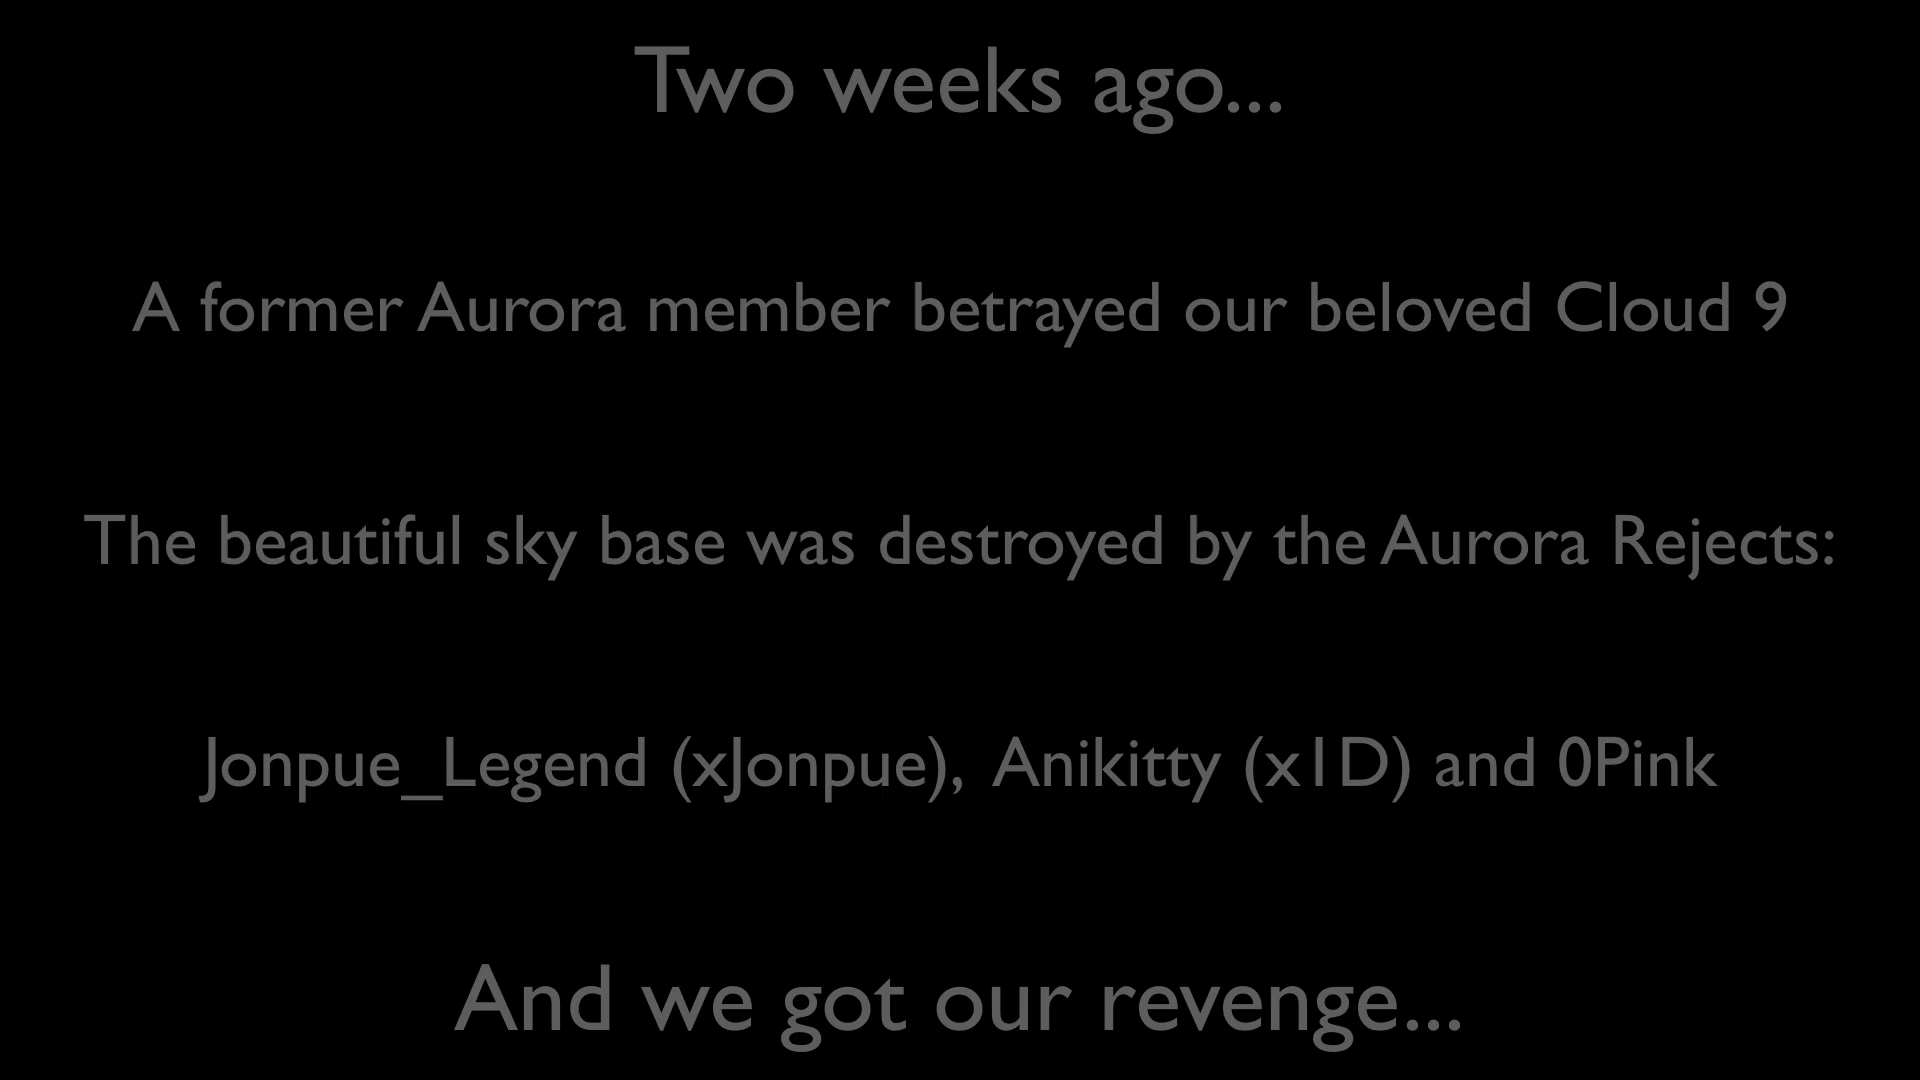 Two weeks ago...
A former Aurora member betrayed our beloved Cloud 9
The beautiful sky base was destroyed by the Aurora Rejects:
Jonpue_Legend (xJonpue), Anikitty (x1D) and 0Pink
And we got our revenge...